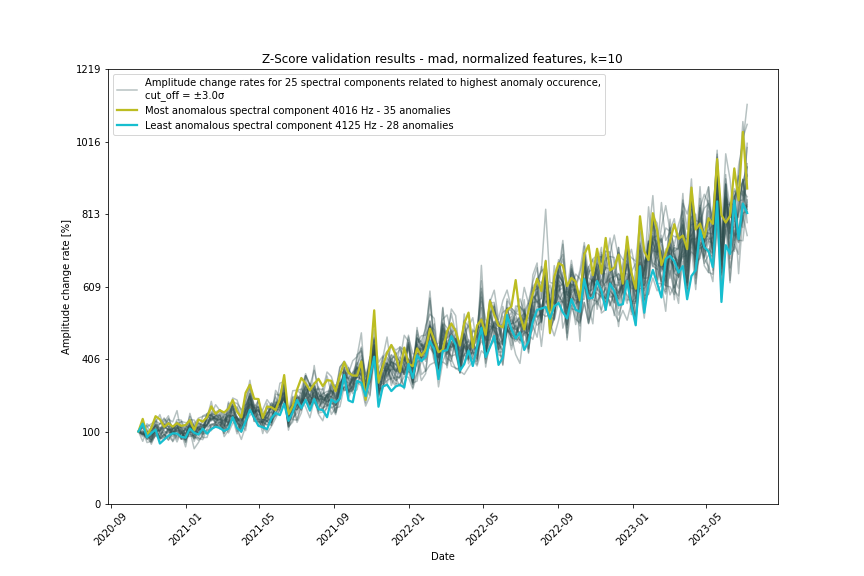 Z-Score validation results - mad, normalized features, k=10
1219
1016
813
609
406
100
0
Amplitude change rate [%]
Amplitude change rates for 25 spectral components related to highest anomaly occurence,
cut_off = ±3.0σ
Most anomalous spectral component 4016 Hz - 35 anomalies
Least anomalous spectral component 4125 Hz - 28 anomalies
2020-09
2021-01
2021-05
2021-09
2022-01
2022-05
2022-09
2023-01
2023-05
Date